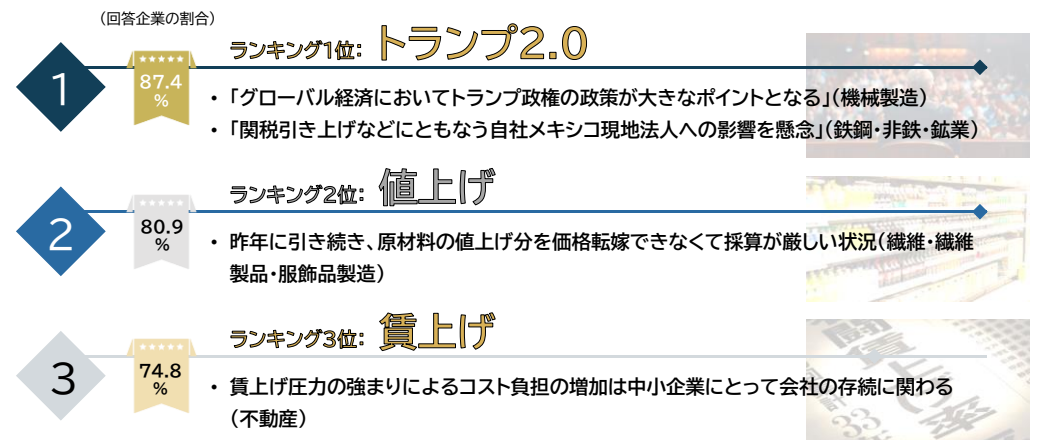 （回答企業の割合）
1
87.4
%
ランキング1位: トランプ2.0
• 「グローバル経済においてトランプ政権の政策が大きなポイントとなる」（機械製造）
• 「関税引き上げなどにともなう自社メキシコ現地法人への影響を懸念」（鉄鋼・非鉄・鉱業）
2
80.9
%
ランキング2位: 値上げ
• 昨年に引き続き、原材料の値上げ分を価格転嫁できなくて採算が厳しい状況（繊維・繊維
製品・服飾品製造）
3
74.8
%
ランキング3位: 賃上げ
• 賃上げ圧力の強まりによるコスト負担の増加は中小企業にとって会社の存続に関わる
（不動産）